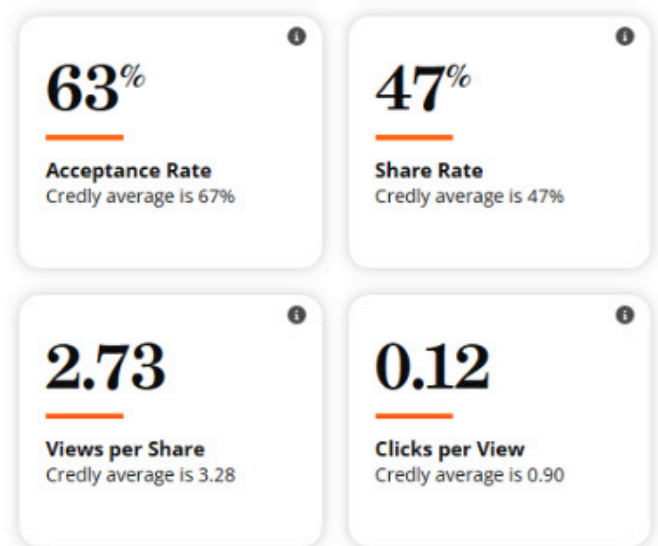 63%
Acceptance Rate
Credly average is 67%
47%
Share Rate
Credly average is 47%
2.73
Views per Share
Credly average is 3.28
0.12
Clicks per View
Credly average is 0.90